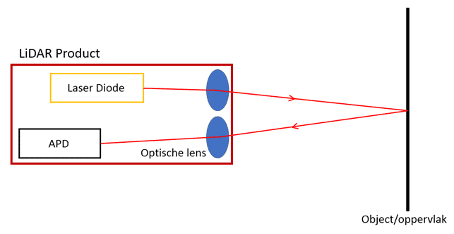 LiDAR Product
Laser Diode
APD
Optische lens
Object/oppervlak